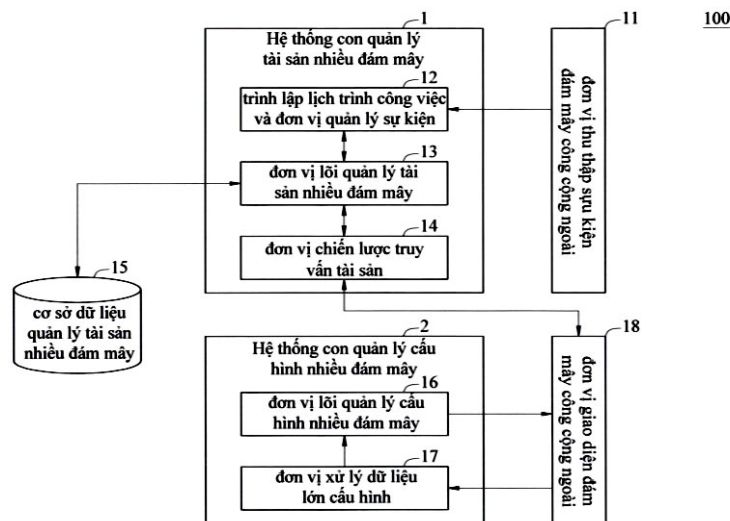 100
1
Hệ thống con quản lý
tài sản nhiều đám mây
12
trình lập lịch trình công việc
và đơn vị quản lý sự kiện
13
đơn vị lõi quản lý tài
sản nhiều đám mây
14
đơn vị chiến lược truy
vấn tài sản
11
đơn vị thu thập sựu kiện
đám mây công cộng ngoài
15
cơ sở dữ liệu
quản lý tài sản
nhiều đám mây
2
Hệ thống con quản lý cấu
hình nhiều đám mây
16
đơn vị lõi quản lý cấu
hình nhiều đám mây
17
đơn vị xử lý dữ liệu
lớn cấu hình
18
đơn vị giao diện đám
mây công cộng ngoài